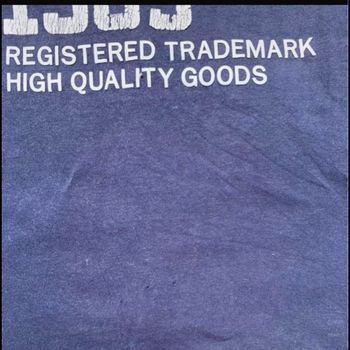 REGISTERED TRADEMARK
HIGH QUALITY GOODS